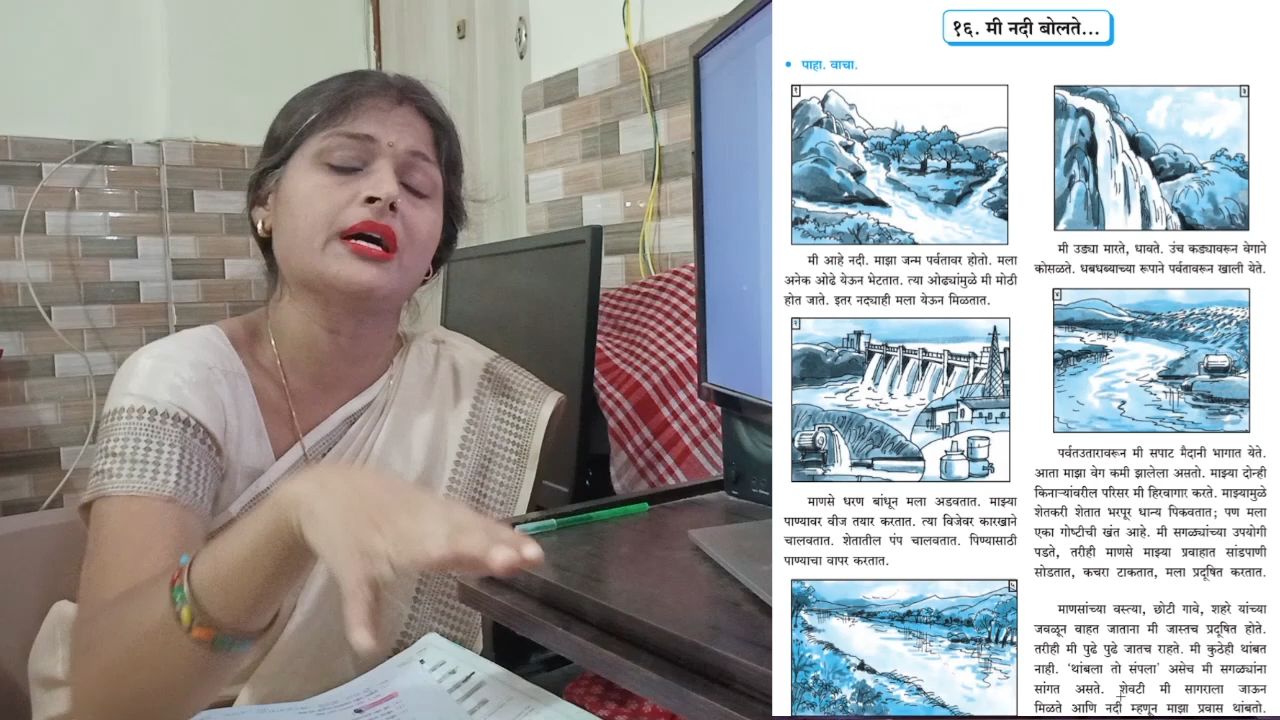 १६. मी नदी बोलते...
• पाहा. वाचा.
१
मी आहे नदी. माझा जन्म पर्वतावर होतो. मला
अनेक ओढे येऊन भेटतात. त्या ओढ्यांमुळे मी मोठी
होत जाते. इतर नद्याही मला येऊन मिळतात.
२
माणसे धरण बांधून मला अडवतात. माझ्या
पाण्यावर वीज तयार करतात. त्या विजेवर कारखाने
चालवतात. शेतातील पंप चालवतात. पिण्यासाठी
पाण्याचा वापर करतात.
५
३
मी उड्या मारते, धावते. उंच कड्यावरून वेगाने
कोसळते. धबधब्याच्या रूपाने पर्वतावरून खाली येते.
४
पर्वतउतारावरून मी सपाट मैदानी भागात येते.
आता माझा वेग कमी झालेला असतो. माझ्या दोन्ही
किनाऱ्यांवरील परिसर मी हिरवागार करते. माझ्यामुळे
शेतकरी शेतात भरपूर धान्य पिकवतात; पण मला
एका गोष्टीची खंत आहे. मी सगळ्यांच्या उपयोगी
पडते, तरीही माणसे माझ्या प्रवाहात सांडपाणी
सोडतात, कचरा टाकतात, मला प्रदूषित करतात.
माणसांच्या वस्त्या, छोटी गावे, शहरे यांच्या
जवळून वाहत जाताना मी जास्तच प्रदूषित होते.
तरीही मी पुढे पुढे जातच राहते. मी कुठेही थांबत
नाही. ‘थांबला तो संपला’ असेच मी सगळ्यांना
सांगत असते. शेवटी मी सागराला जाऊन
मिळते आणि नदी म्हणून माझा प्रवास थांबतो.